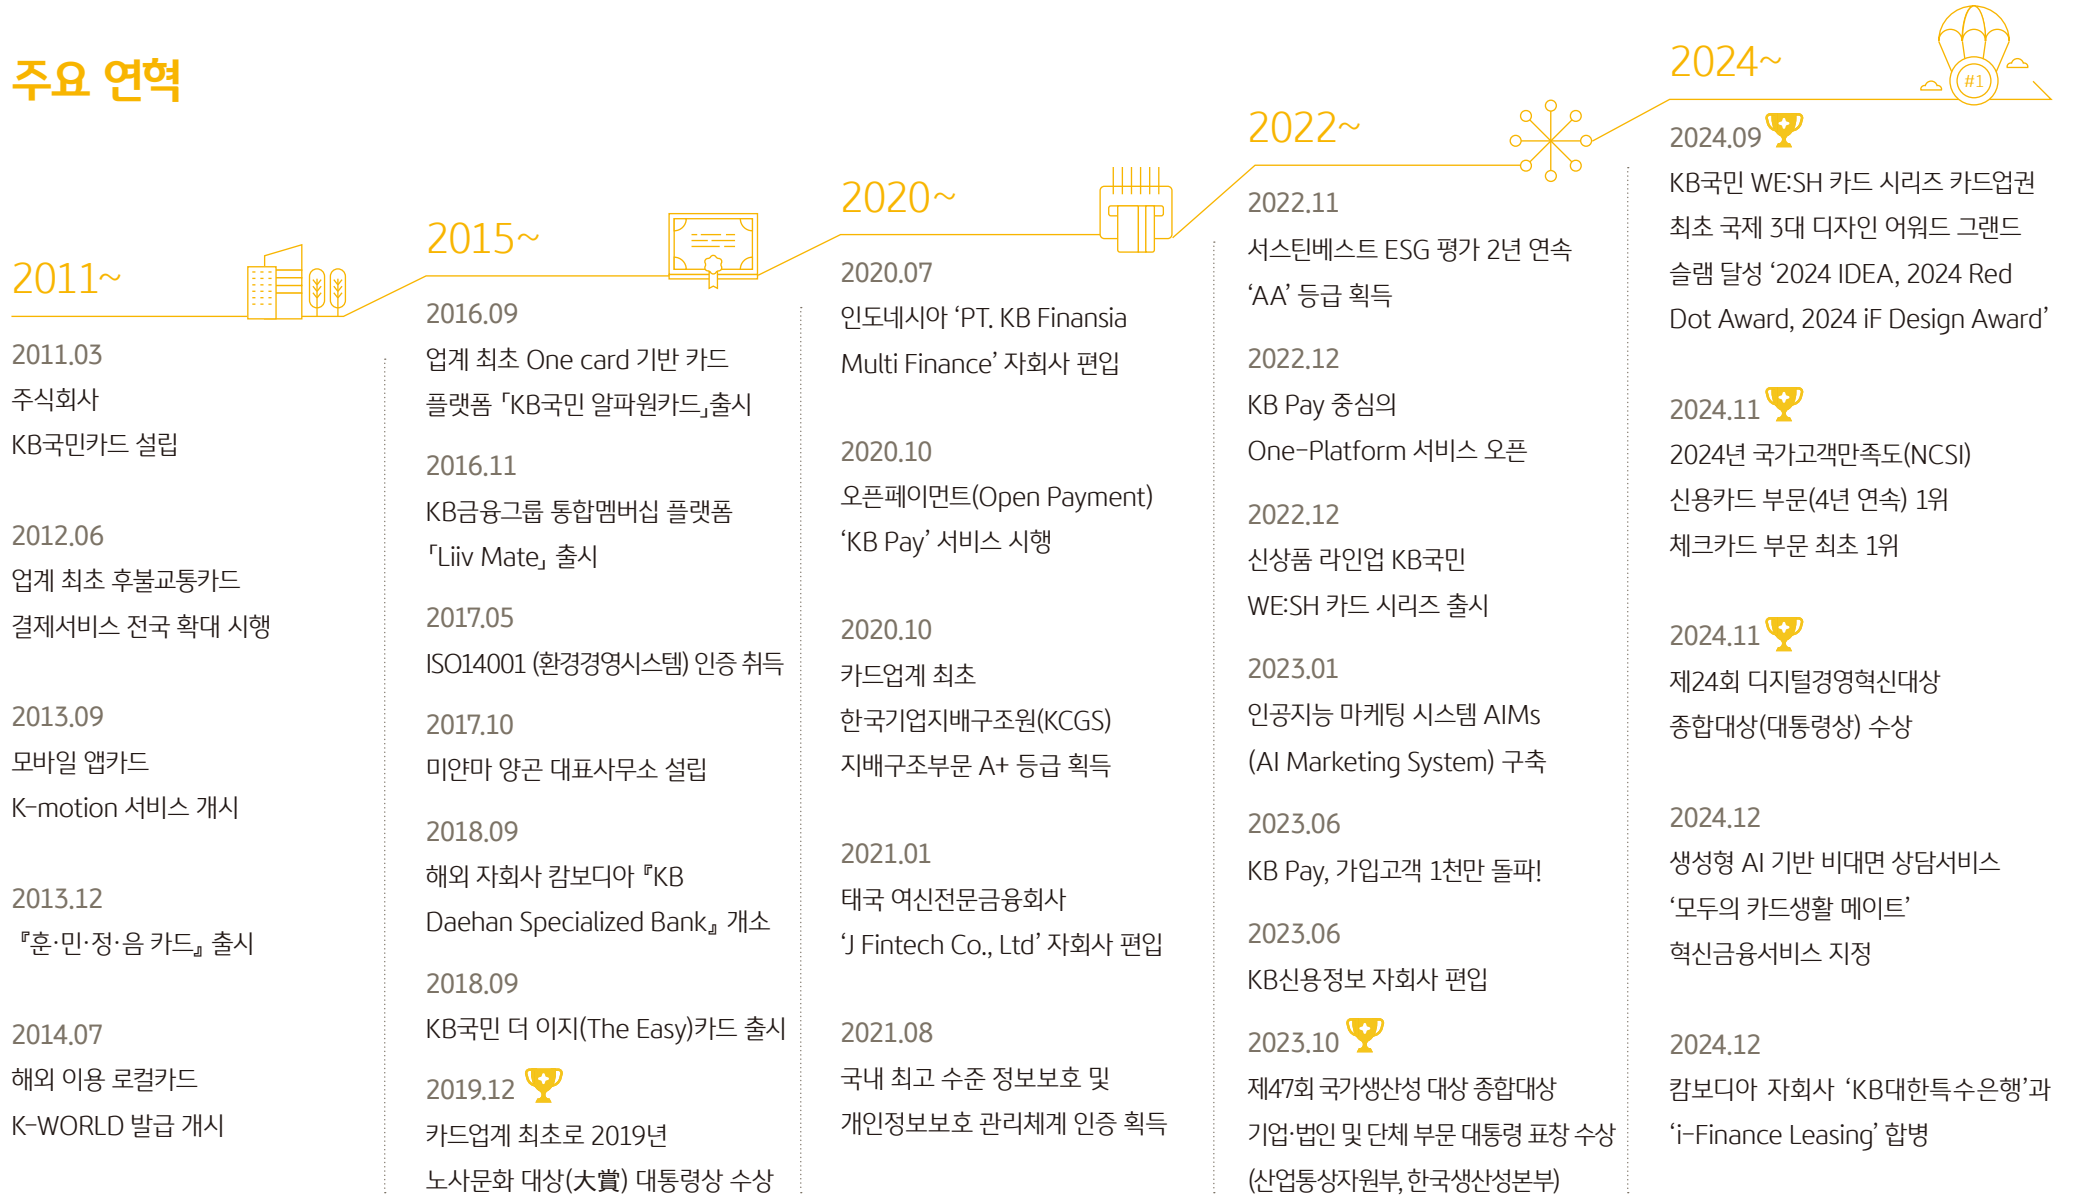 주요 연혁
2011~
2011.03
주식회사
KB국민카드 설립
2012.06
업계 최초 후불교통카드
결제서비스 전국 확대 시행
2013.09
모바일 앱카드
K-motion 서비스 개시
2013.12
『훈·민·정·음 카드』 출시
2014.07
해외 이용 로컬카드
K-WORLD 발급 개시
2015~
2016.09
업계 최초 One card 기반 카드
플랫폼 「KB국민 알파원카드」출시
2016.11
KB금융그룹 통합멤버십 플랫폼
「Liiv Mate」 출시
2017.05
ISO14001 (환경경영시스템) 인증 취득
2017.10
미얀마 양곤 대표사무소 설립
2018.09
해외 자회사 캄보디아 『KB
Daehan Specialized Bank』 개소
2018.09
KB국민 더 이지(The Easy)카드 출시
2019.12
카드업계 최초로 2019년
노사문화 대상(大賞) 대통령상 수상
2020~
2020.07
인도네시아 ‘PT. KB Finansia
Multi Finance’ 자회사 편입
2020.10
오픈페이먼트(Open Payment)
‘KB Pay’ 서비스 시행
2020.10
카드업계 최초
한국기업지배구조원(KCGS)
지배구조부문 A+ 등급 획득
2021.01
태국 여신전문금융회사
‘J Fintech Co., Ltd’ 자회사 편입
2021.08
국내 최고 수준 정보보호 및
개인정보보호 관리체계 인증 획득
2022~
2022.11
서스틴베스트 ESG 평가 2년 연속
‘AA’ 등급 획득
2022.12
KB Pay 중심의
One-Platform 서비스 오픈
2022.12
신상품 라인업 KB국민
WE:SH 카드 시리즈 출시
2023.01
인공지능 마케팅 시스템 AIMs
(AI Marketing System) 구축
2023.06
KB Pay, 가입고객 1천만 돌파!
2023.06
KB신용정보 자회사 편입
2023.10
제47회 국가생산성 대상 종합대상
기업·법인 및 단체 부문 대통령 표창 수상
(산업통상자원부, 한국생산성본부)
2024~
#1
2024.09
KB국민 WE:SH 카드 시리즈 카드업권
최초 국제 3대 디자인 어워드 그랜드
슬램 달성 ‘2024 IDEA, 2024 Red
Dot Award, 2024 iF Design Award’
2024.11
2024년 국가고객만족도(NCSI)
신용카드 부문(4년 연속) 1위
체크카드 부문 최초 1위
2024.11
제24회 디지털경영혁신대상
종합대상(대통령상) 수상
2024.12
생성형 AI 기반 비대면 상담서비스
‘모두의 카드생활 메이트’
혁신금융서비스 지정
2024.12
캄보디아 자회사 ‘KB대한특수은행’과
‘i-Finance Leasing’ 합병